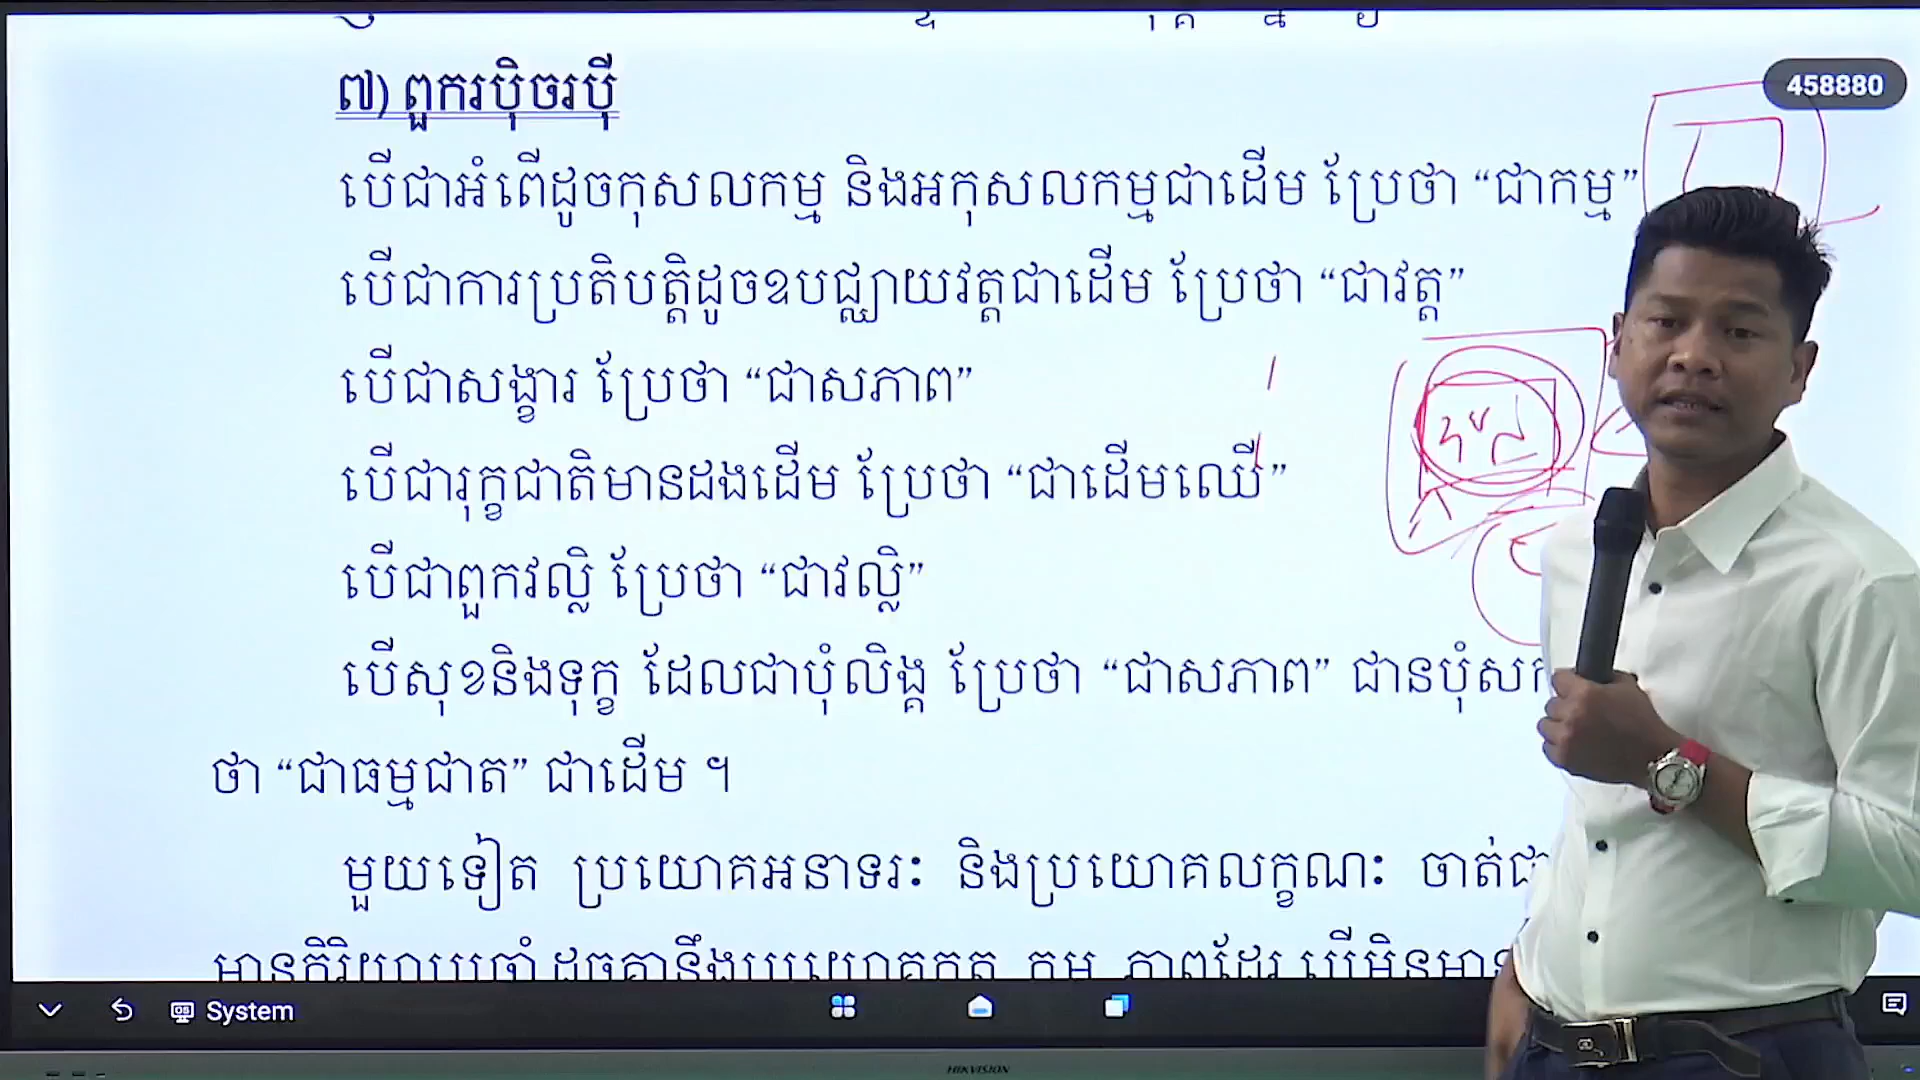 ៧) ពួករប៉ិចរប៉ី
458880
បើជាអំពើដូចកុសលកម្ម និងអកុសលកម្មជាដើម ប្រែថា “ជាកម្ម”
បើជាការប្រតិបត្តិដូចឧបជ្ឈាយវត្តជាដើម ប្រែថា “ជាវត្ត”
បើជាសង្ខារ ប្រែថា “ជាសភាព”
បើជារុក្ខជាតិមានដងដើម ប្រែថា “ជាដើមឈើ”
បើជាពួកវល្លិ ប្រែថា “ជាវល្លិ”
បើសុខនិងទុក្ខ ដែលជាបុំលិង្គ ប្រែថា “ជាសភាព”
ថា “ជាធម្មជាត” ជាដើម ។
មួយទៀត ប្រយោគអនាទរៈ និងប្រយោគលក្ខណៈ ចាត់
System
HIKVISION